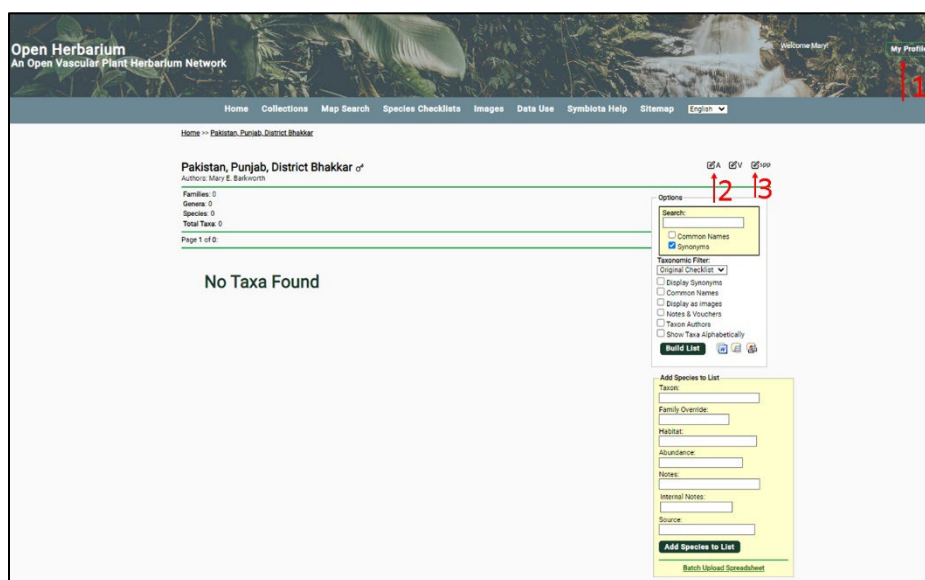 Open Herbarium
An Open Vascular Plant Herbarium Network
Welcome Mary!
My Profile
1
Home Collections Map Search Species Checklists Images Data Use Symbiota Help Sitemap English
Home >> Pakistan, Punjab, District Bhakkar
Pakistan, Punjab, District Bhakkar
A V SPP
Authors: Mary E. Barkworth
2 3
Families: 0
Genera: 0
Species: 0
Total Taxa: 0
Page 1 of 0:
No Taxa Found
Options
Search:
Common Names
Synonyms
Taxonomic Filter:
Original Checklist
Display Synonyms
Common Names
Display as Images
Notes & Vouchers
Taxon Authors
Show Taxa Alphabetically
Build List
Add Species to List
Taxon:
Family Override:
Habitat:
Abundance:
Notes:
Internal Notes:
Source:
Add Species to List
Batch Upload Spreadsheet